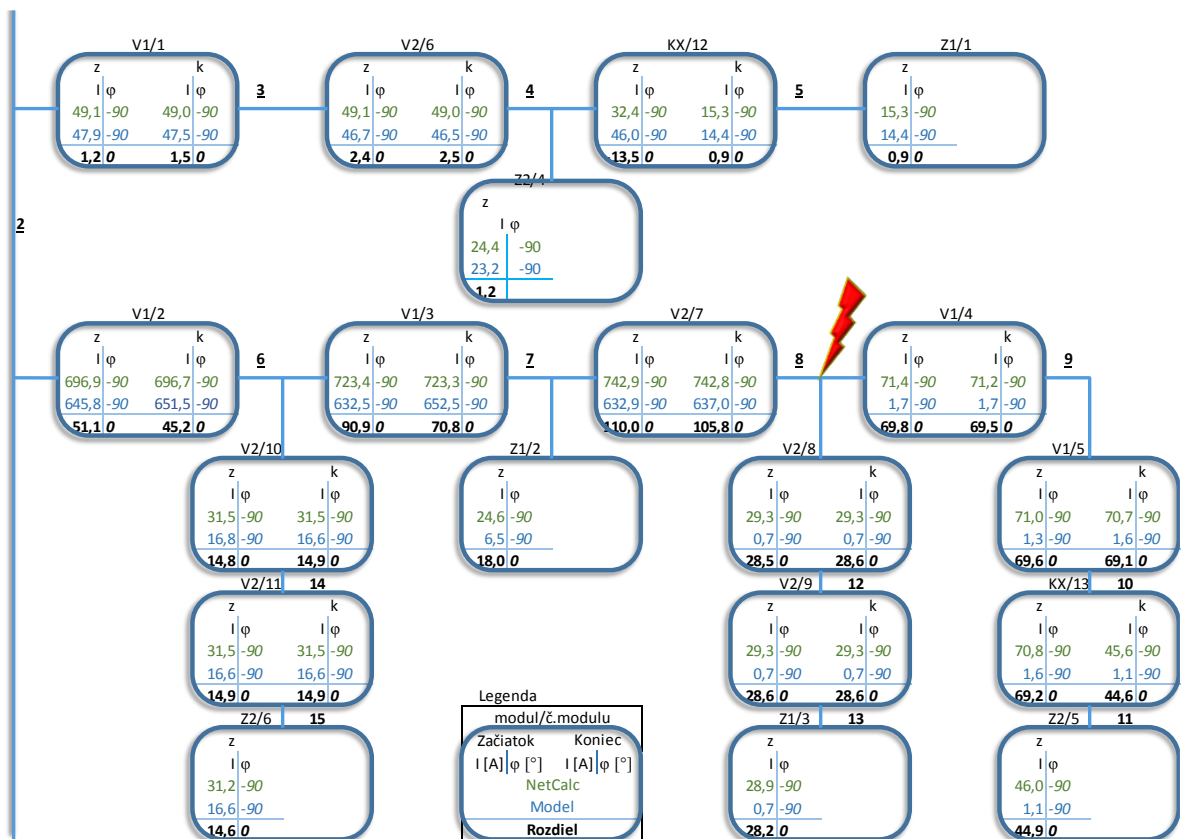 V1/1 V2/6 KX/12 Z1/1
z k z k z k z
I φ I φ I φ I φ I φ I φ I φ
3 4 5
49,1 -90 49,0 -90 49,1 -90 49,0 -90 32,4 -90 15,3 -90 15,3 -90
47,9 -90 47,5 -90 46,7 -90 46,5 -90 46,0 -90 14,4 -90 14,4 -90
1,2 0 1,5 0 2,4 0 2,5 0 -13,5 0 0,9 0 0,9 0
Z2/4
z
2
I φ
24,4 -90
23,2 -90
1,2
V1/2 V1/3 V2/7 V1/4
z k z k z k z k
I φ I φ I φ I φ I φ I φ I φ I φ
6 7 8 9
696,9 -90 696,7 -90 723,4 -90 723,3 -90 742,9 -90 742,8 -90 71,4 -90 71,2 -90
645,8 -90 651,5 -90 632,5 -90 652,5 -90 632,9 -90 637,0 -90 1,7 -90 1,7 -90
51,1 0 45,2 0 90,9 0 70,8 0 110,0 0 105,8 0 69,8 0 69,5 0
V2/10 Z1/2 V2/8 V1/5
z k z z k z k
I φ I φ I φ I φ I φ I φ I φ
31,5 -90 31,5 -90 24,6 -90 29,3 -90 29,3 -90 71,0 -90 70,7 -90
16,8 -90 16,6 -90 6,5 -90 0,7 -90 0,7 -90 1,3 -90 1,6 -90
14,8 0 14,9 0 18,0 0 28,5 0 28,6 0 69,6 0 69,1 0
V2/11 14 V2/9 12 KX/13 10
z k z k z k
I φ I φ I φ I φ I φ I φ
31,5 -90 31,5 -90 29,3 -90 29,3 -90 70,8 -90 45,6 -90
16,6 -90 16,6 -90 0,7 -90 0,7 -90 1,6 -90 1,1 -90
14,9 0 14,9 0 28,6 0 28,6 0 69,2 0 44,6 0
Legenda
Z2/6 15 modul/č.modulu Z1/3 13 Z2/5 11
z Začiatok Koniec z z
I φ I [A] φ [°] I [A] φ [°] I φ I φ
31,2 -90 NetCalc 28,9 -90 46,0 -90
16,6 -90 Model 0,7 -90 1,1 -90
14,6 0 Rozdiel 28,2 0 44,9 0